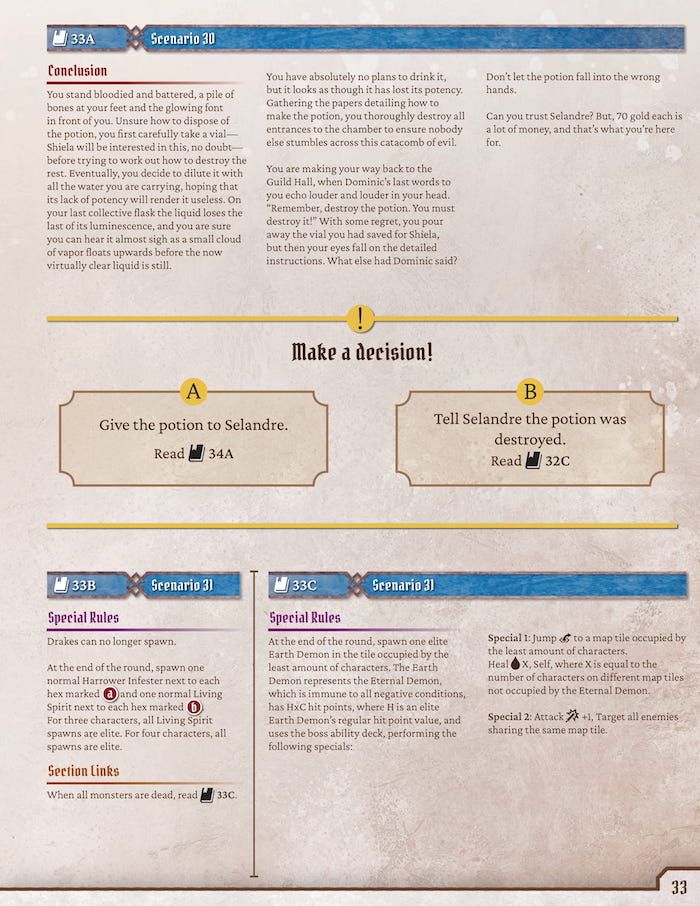 33A Scenario 30
Conclusion
You stand bloodied and battered, a pile of
bones at your feet and the glowing font
in front of you. Unsure how to dispose of
the potion, you first carefully take a vial—
Shiela will be interested in this, no doubt—
before trying to work out how to destroy the
rest. Eventually, you decide to dilute it with
all the water you are carrying, hoping that
its lack of potency will render it useless. On
your last collective flask the liquid loses the
last of its luminescence, and you are sure
you can hear it almost sigh as a small cloud
of vapor floats upwards before the now
virtually clear liquid is still.
You have absolutely no plans to drink it,
but it looks as though it has lost its potency.
Gathering the papers detailing how to
make the potion, you thoroughly destroy all
entrances to the chamber to ensure nobody
else stumbles across this catacomb of evil.
You are making your way back to the
Guild Hall, when Dominic's last words to
you echo louder and louder in your head.
“Remember, destroy the potion. You must
destroy it!” With some regret, you pour
away the vial you had saved for Shiela,
but then your eyes fall on the detailed
instructions. What else had Dominic said?
Don't let the potion fall into the wrong
hands.
Can you trust Selandre? But, 70 gold each is
a lot of money, and that's what you're here
for.
!
Make a decision!
A
Give the potion to Selandre.
Read 34A
B
Tell Selandre the potion was
destroyed.
Read 32C
33B Scenario 31
Special Rules
Drakes can no longer spawn.
At the end of the round, spawn one
normal Harrower Infester next to each
hex marked a and one normal Living
Spirit next to each hex marked b.
For three characters, all Living Spirit
spawns are elite. For four characters, all
spawns are elite.
Section Links
When all monsters are dead, read 33C.
33C Scenario 31
Special Rules
At the end of the round, spawn one elite
Earth Demon in the tile occupied by the
least amount of characters. The Earth
Demon represents the Eternal Demon,
which is immune to all negative conditions,
has HxC hit points, where H is an elite
Earth Demon's regular hit point value, and
uses the boss ability deck, performing the
following specials:
Special 1: Jump to a map tile occupied by
the least amount of characters.
Heal X, Self, where X is equal to the
number of characters on different map tiles
not occupied by the Eternal Demon.
Special 2: Attack +1, Target all enemies
sharing the same map tile.
33